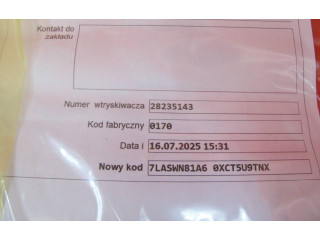 Kontakt do
zakładu
Numer wtryskiwacza 28235143
Kod fabryczny 0170
Data i 16.07.2025 15:31
Nowy kod 7LASWN81A6 0XCT5U9TNX